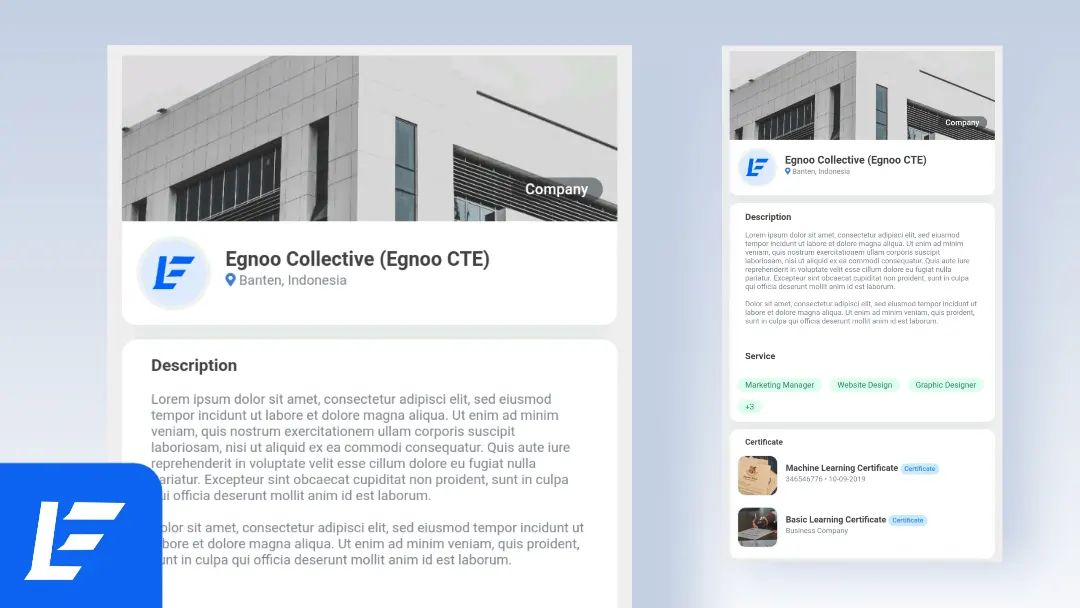 Company
Egnoo Collective (Egnoo CTE)
Banten, Indonesia
Description
Lorem ipsum dolor sit amet, consectetur adipisci elit, sed eiusmod
tempor incidunt ut labore et dolore magna aliqua. Ut enim ad minim
veniam, quis nostrum exercitationem ullam corporis suscipit
laboriosam, nisi ut aliquid ex ea commodi consequatur. Quis aute iure
reprehenderit in voluptate velit esse cillum dolore eu fugiat nulla
pariatur. Excepteur sint obcaecat cupiditat non proident, sunt in culpa
qui officia deserunt mollit anim id est laborum.
Dolor sit amet, consectetur adipisci elit, sed eiusmod tempor incidunt ut
labore et dolore magna aliqua. Ut enim ad minim veniam, quis proident,
sunt in culpa qui officia deserunt mollit anim id est laborum.
Company
Egnoo Collective (Egnoo CTE)
Banten, Indonesia
Description
Lorem ipsum dolor sit amet, consectetur adipisci elit, sed eiusmod
tempor incidunt ut labore et dolore magna aliqua. Ut enim ad minim
veniam, quis nostrum exercitationem ullam corporis suscipit
laboriosam, nisi ut aliquid ex ea commodi consequatur. Quis aute iure
reprehenderit in voluptate velit esse cillum dolore eu fugiat nulla
pariatur. Excepteur sint obcaecat cupiditat non proident, sunt in culpa
qui officia deserunt mollit anim id est laborum.
Dolor sit amet, consectetur adipisci elit, sed eiusmod tempor incidunt ut
labore et dolore magna aliqua. Ut enim ad minim veniam, quis proident,
sunt in culpa qui officia deserunt mollit anim id est laborum.
Service
Marketing Manager Website Design Graphic Designer
+3
Certificate
Machine Learning Certificate Certificate
346546776 • 10-09-2019
Basic Learning Certificate Certificate
Business Company